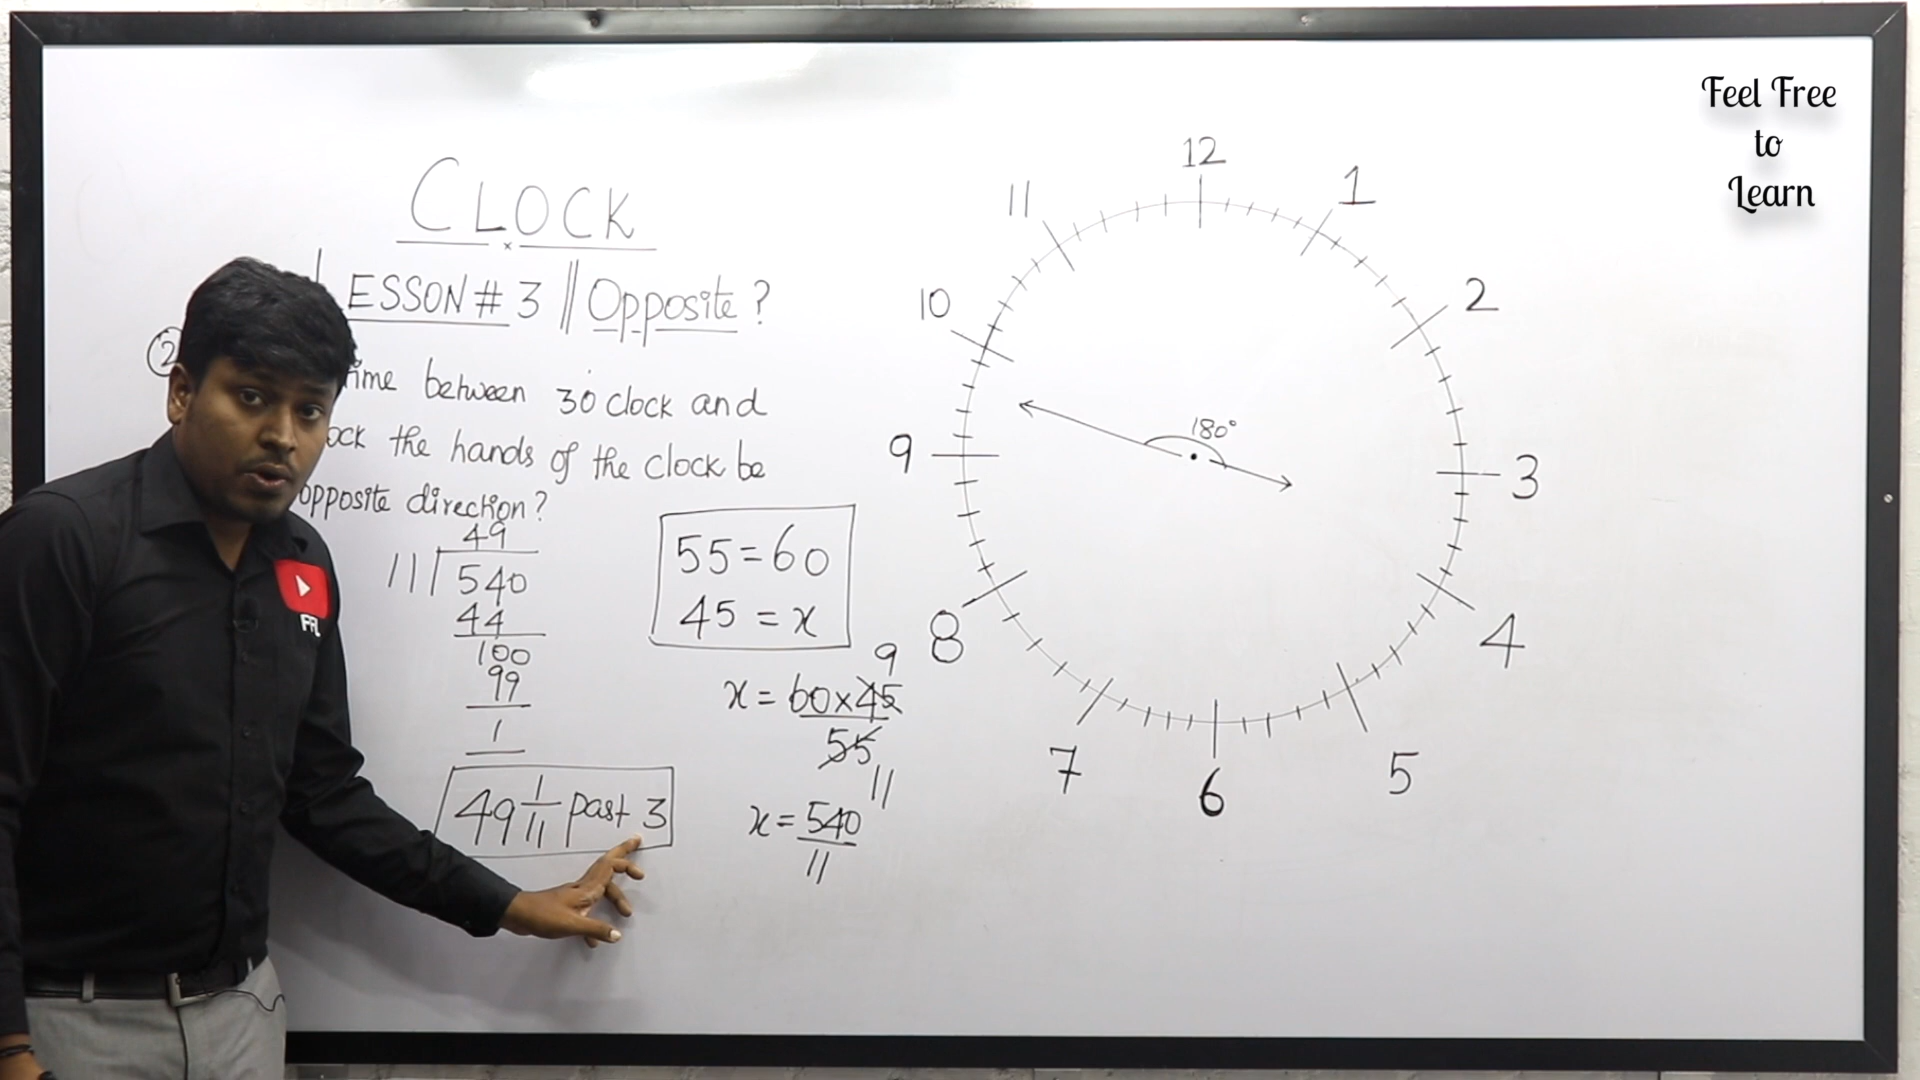 Feel Free
to
Learn
CLOCK
LESSON # 3 || Opposite ?
2
time between 3 o'clock and
ock the hands of the clock be
opposite direction?
49
11 540
44
100
99
1
49 1/11 past 3
55 = 60
45 = x
9
x = 60 x 45
55
11
x = 540
11
12
11
1
10
2
180°
9
3
8
4
7
5
6
FFL